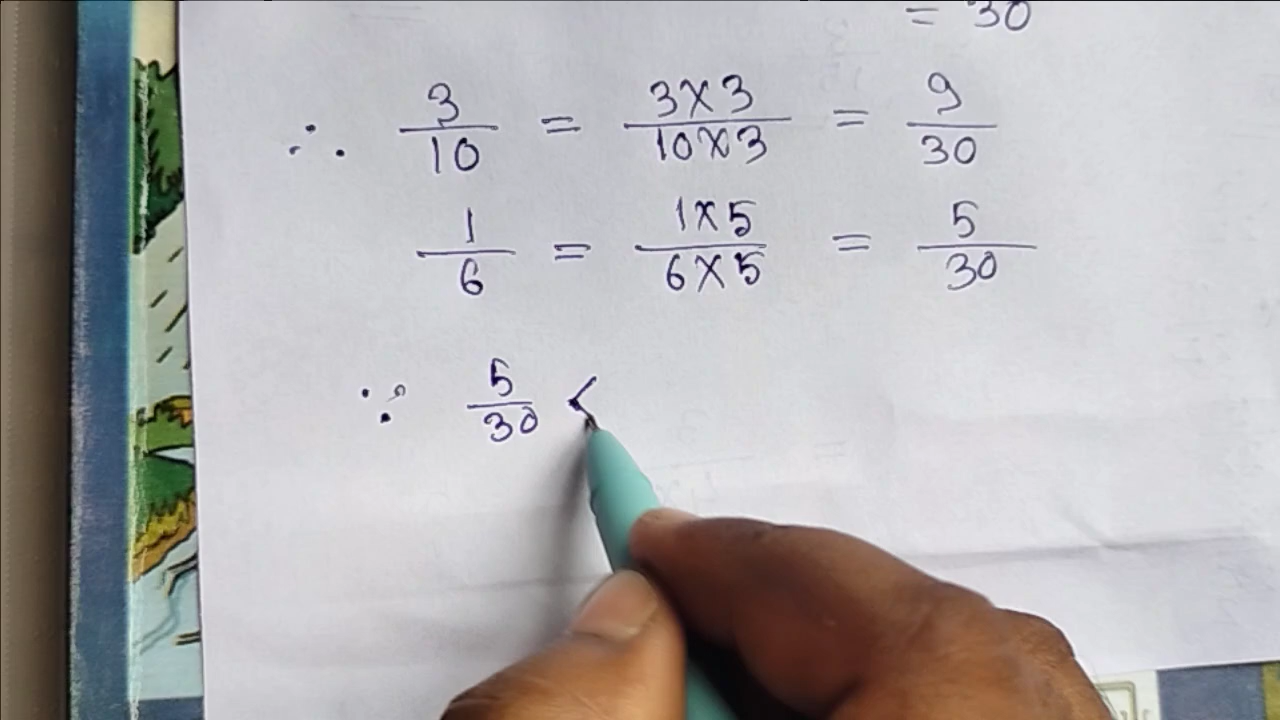 = 30
∴ 3/10 = 3×3/10×3 = 9/30
1/6 = 1×5/6×5 = 5/30
∵ 5/30 <